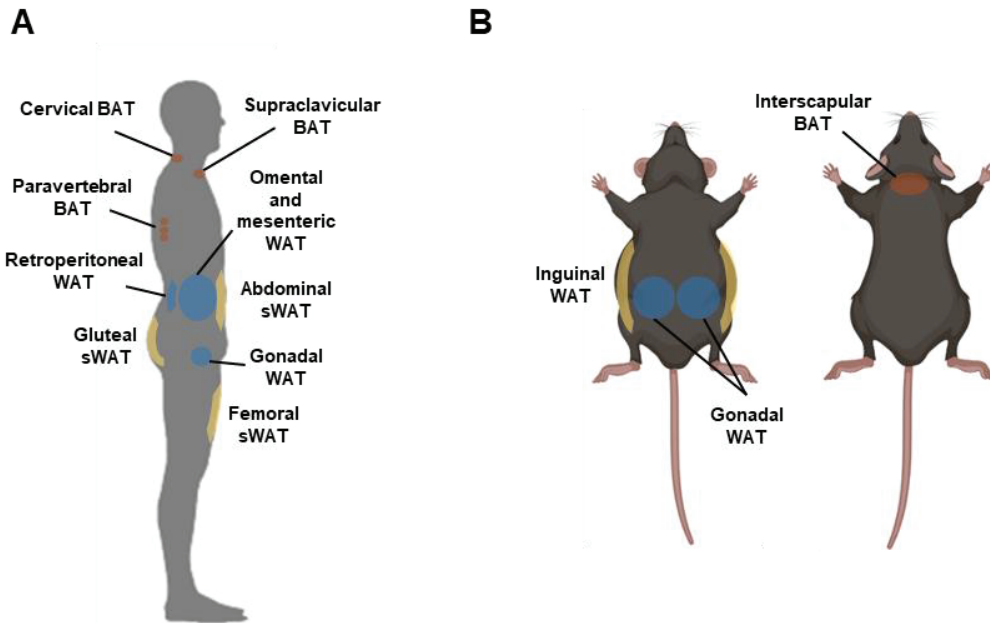 A
Cervical BAT
Supraclavicular
BAT
Paravertebral
BAT
Omental
and
mesenteric
WAT
Retroperitoneal
WAT
Abdominal
sWAT
Gluteal
sWAT
Gonadal
WAT
Femoral
sWAT
B
Interscapular
BAT
Inguinal
WAT
Gonadal
WAT